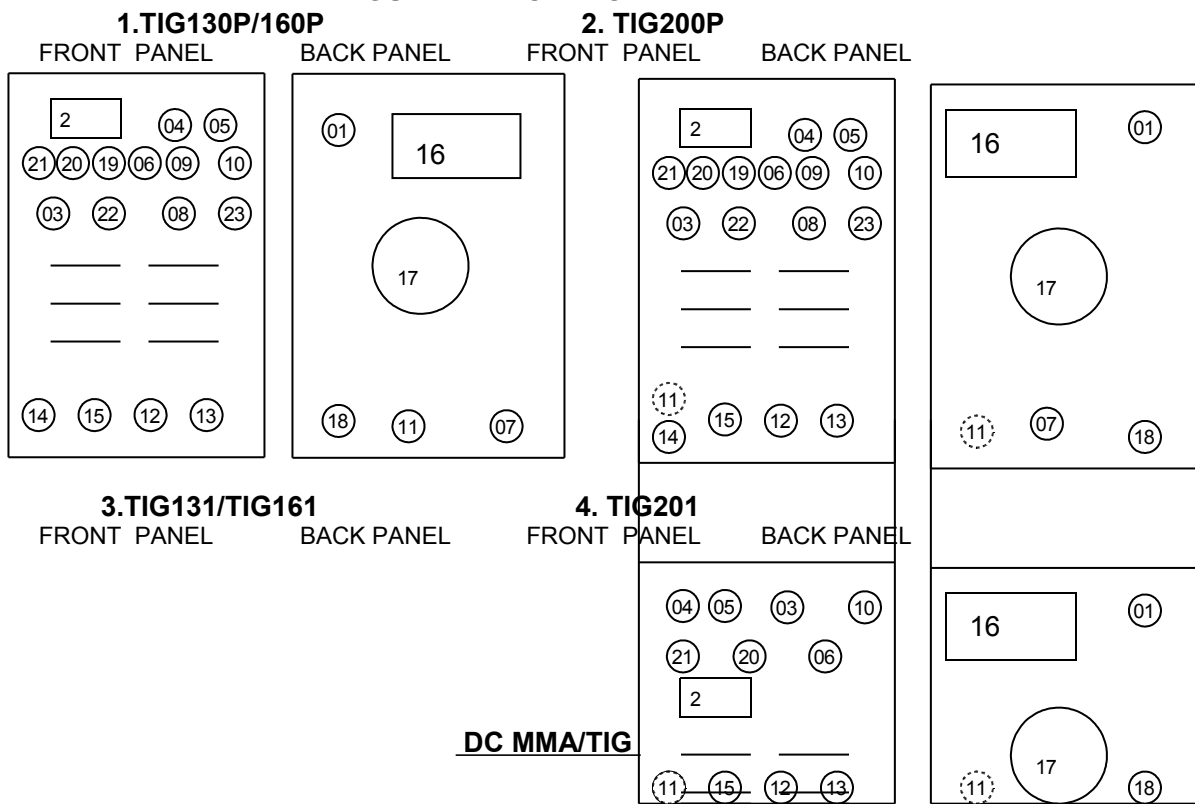 1.TIG130P/160P 2. TIG200P
FRONT PANEL BACK PANEL FRONT PANEL BACK PANEL
2 04 05
21 20 19 06 09 10
03 22 08 23
14 15 12 13
01 16
17
18 11 07
2 04 05
21 20 19 06 09 10
03 22 08 23
11
14 15 12 13
16 01
17
11 07 18
3.TIG131/TIG161 4. TIG201
FRONT PANEL BACK PANEL FRONT PANEL BACK PANEL
04 05 03 10
21 20 06
2
DC MMA/TIG
11 15 12 13
16 01
17
11 18